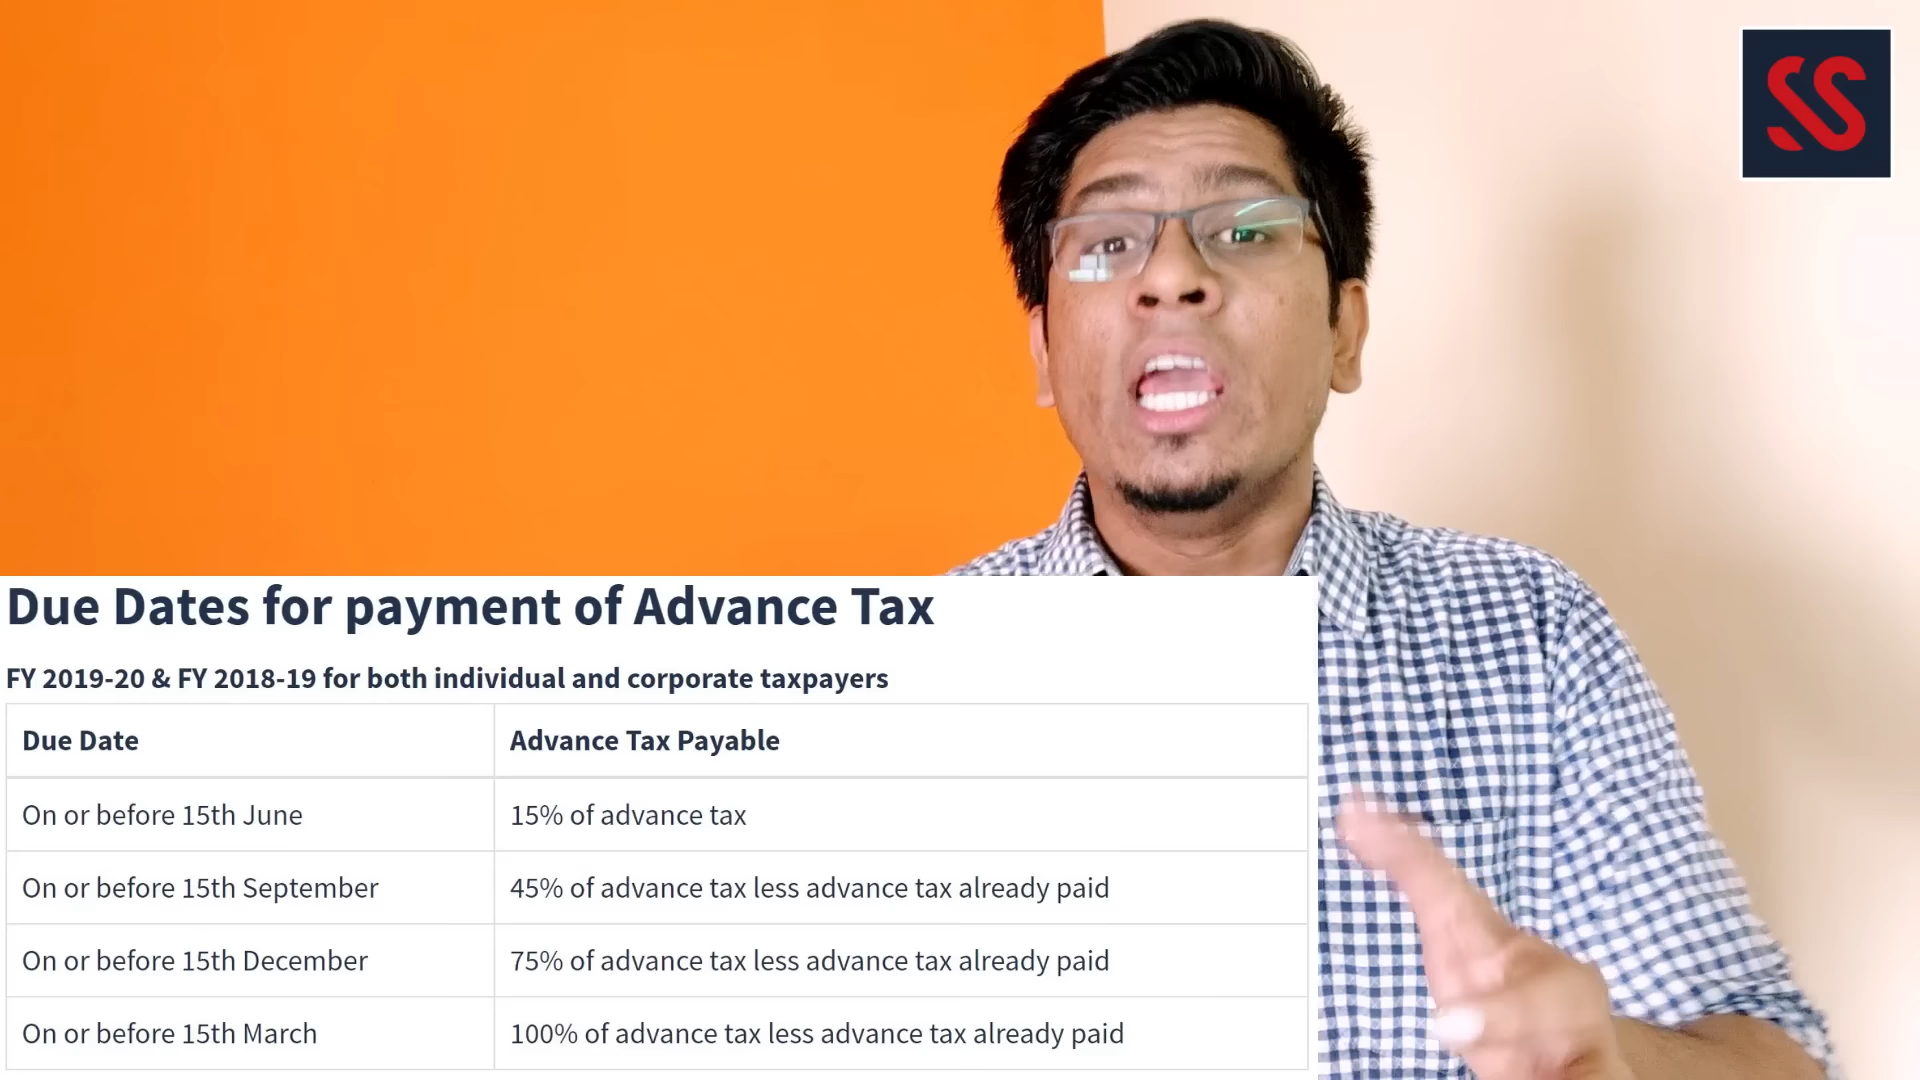 SS
Due Dates for payment of Advance Tax
FY 2019-20 & FY 2018-19 for both individual and corporate taxpayers
Due Date
Advance Tax Payable
On or before 15th June
15% of advance tax
On or before 15th September
45% of advance tax less advance tax already paid
On or before 15th December
75% of advance tax less advance tax already paid
On or before 15th March
100% of advance tax less advance tax already paid